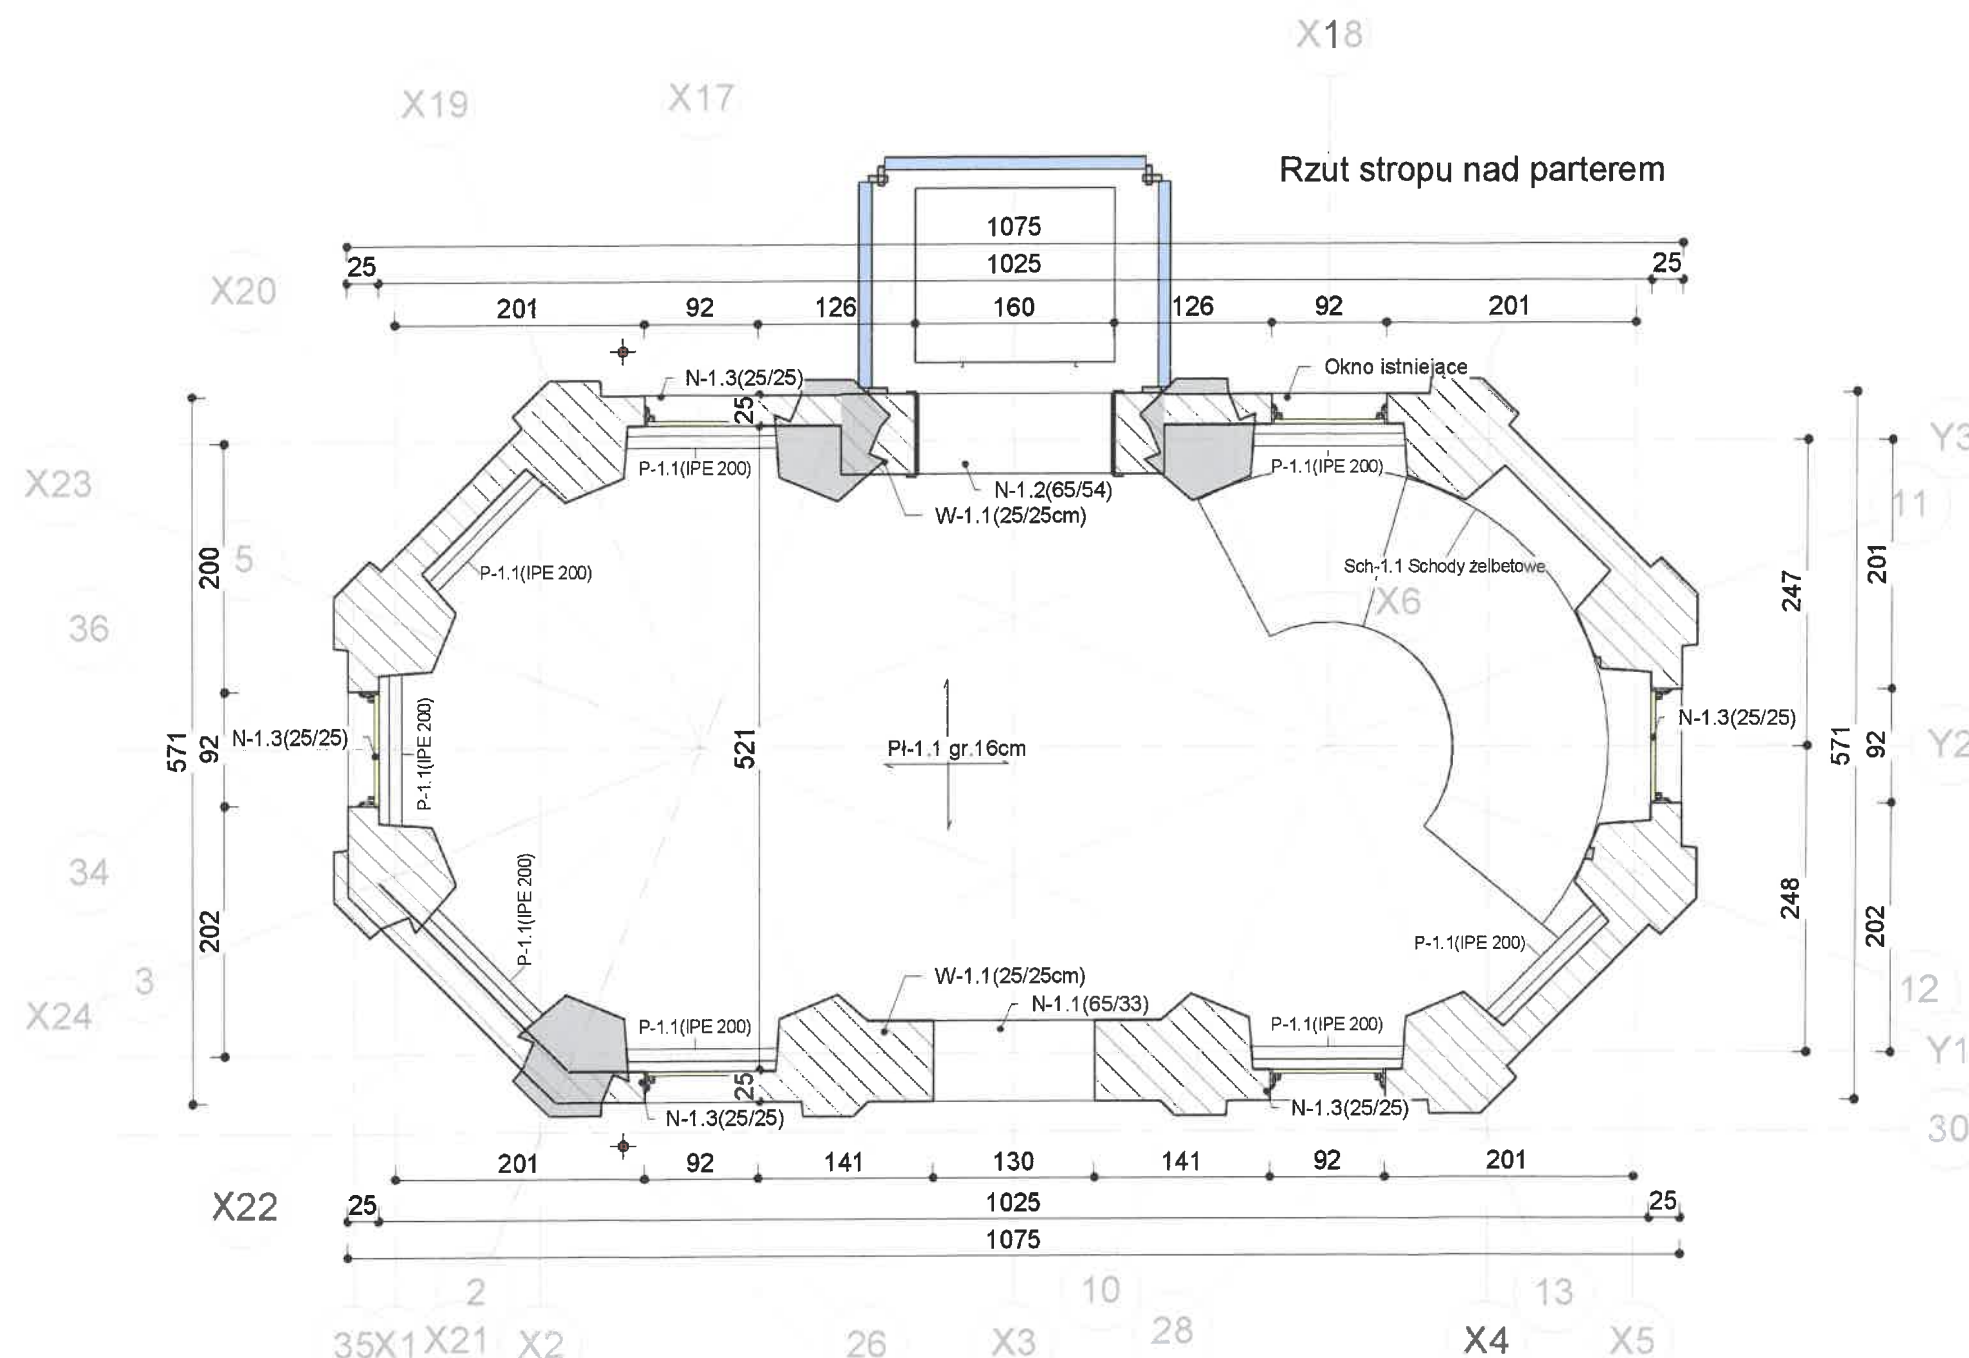 X18
X19
X17
Rzut stropu nad parterem
1075
25
1025
25
X20
201
92
126
160
126
92
201
N-1.3(25/25)
25
Okno istniejące
Y3
P-1.1(IPE 200)
P-1.1(IPE 200)
X23
N-1.2(65/54)
W-1.1(25/25cm)
11
5
200
P-1.1(IPE 200)
Sch-1.1 Schody żelbetowe
201
247
X6
36
N-1.3(25/25)
P-1.1(IPE 200)
571
92
521
Pł-1.1 gr.16cm
N-1.3(25/25)
571
92
Y2
34
202
P-1.1(IPE 200)
248
202
P-1.1(IPE 200)
3
W-1.1(25/25cm)
N-1.1(65/33)
12
X24
P-1.1(IPE 200)
P-1.1(IPE 200)
Y1
25
N-1.3(25/25)
N-1.3(25/25)
30
201
92
141
130
141
92
201
X22
25
1025
25
1075
2
10
13
35
X1
X21
X2
26
X3
28
X4
X5